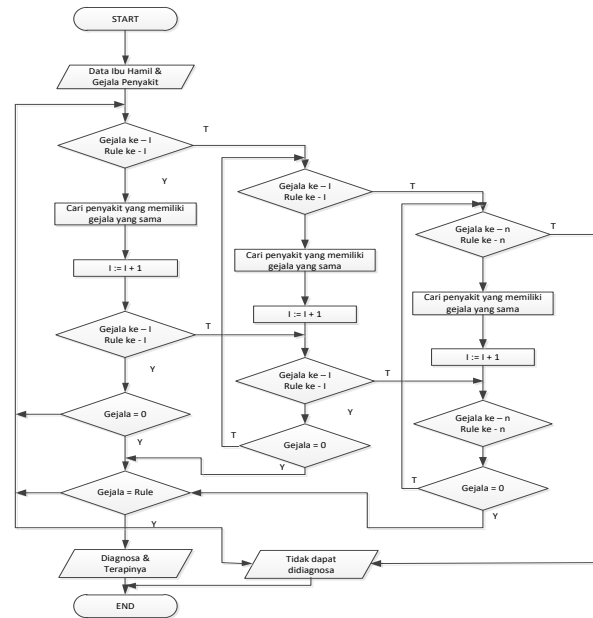 START
Data Ibu Hamil &
Gejala Penyakit
Gejala ke – I
Rule ke - I
T
Y
Cari penyakit yang memiliki
gejala yang sama
I := I + 1
Gejala ke – I
Rule ke - I
T
Y
Gejala = 0
Y
Gejala = Rule
Y
Diagnosa &
Terapinya
END
Gejala ke – I
Rule ke - I
T
Cari penyakit yang memiliki
gejala yang sama
I := I + 1
Gejala ke – I
Rule ke - I
T
Y
T
Gejala = 0
Y
Tidak dapat
didiagnosa
Gejala ke – n
Rule ke - n
T
Cari penyakit yang memiliki
gejala yang sama
I := I + 1
Gejala ke – n
Rule ke - n
T
Gejala = 0
Y